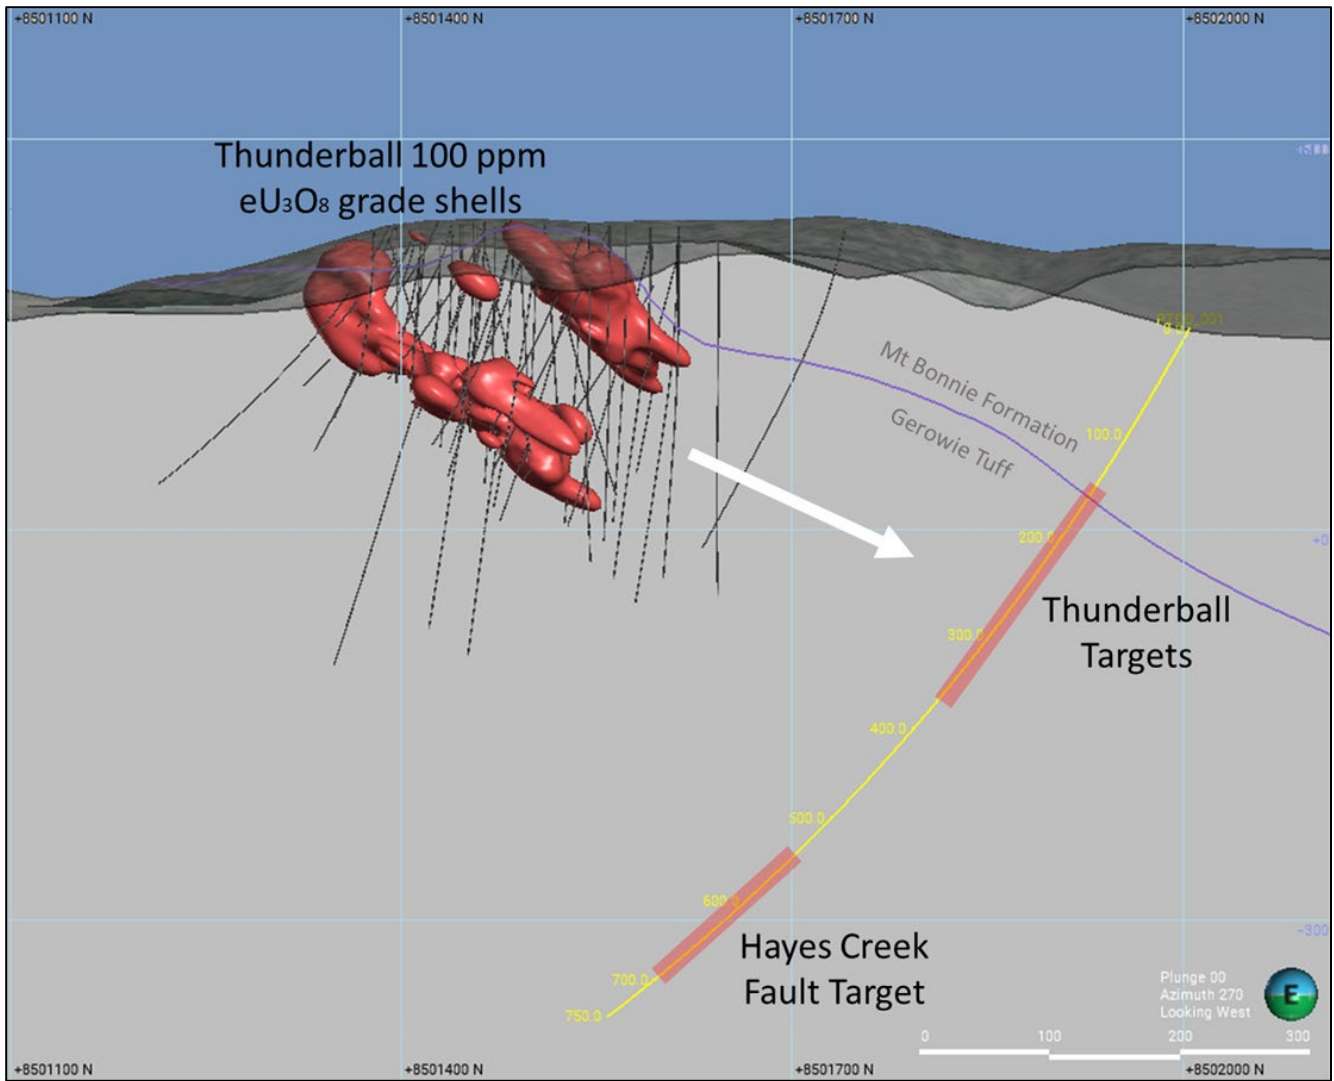 +8501100 N
+8501400 N
+8501700 N
+8502000 N
Thunderball 100 ppm
eU₃O₈ grade shells
Mt Bonnie Formation
Gerowie Tuff
100.0
200.0
+0
Thunderball
Targets
300.0
400.0
500.0
600.0
-300
Hayes Creek
Fault Target
700.0
750.0
Plunge 00
Azimuth 270
Looking West
E
0
100
200
300
+8501100 N
+8501400 N
+8501700 N
+8502000 N